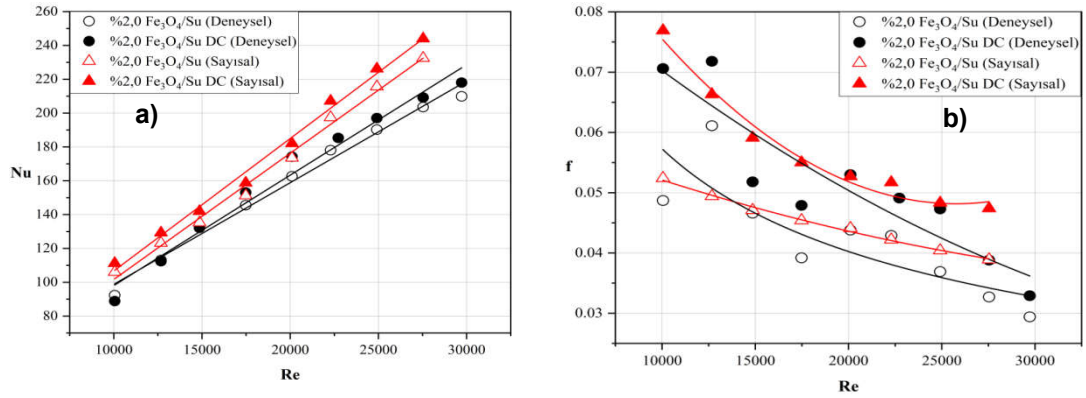 %2,0 Fe₃O₄/Su (Deneysel)
%2,0 Fe₃O₄/Su DC (Deneysel)
%2,0 Fe₃O₄/Su (Sayısal)
%2,0 Fe₃O₄/Su DC (Sayısal)
a)
260
240
220
200
180
160
140
120
100
80
Nu
10000 15000 20000 25000 30000
Re
%2,0 Fe₃O₄/Su (Deneysel)
%2,0 Fe₃O₄/Su DC (Deneysel)
%2,0 Fe₃O₄/Su (Sayısal)
%2,0 Fe₃O₄/Su DC (Sayısal)
b)
0.08
0.07
0.06
0.05
0.04
0.03
f
10000 15000 20000 25000 30000
Re